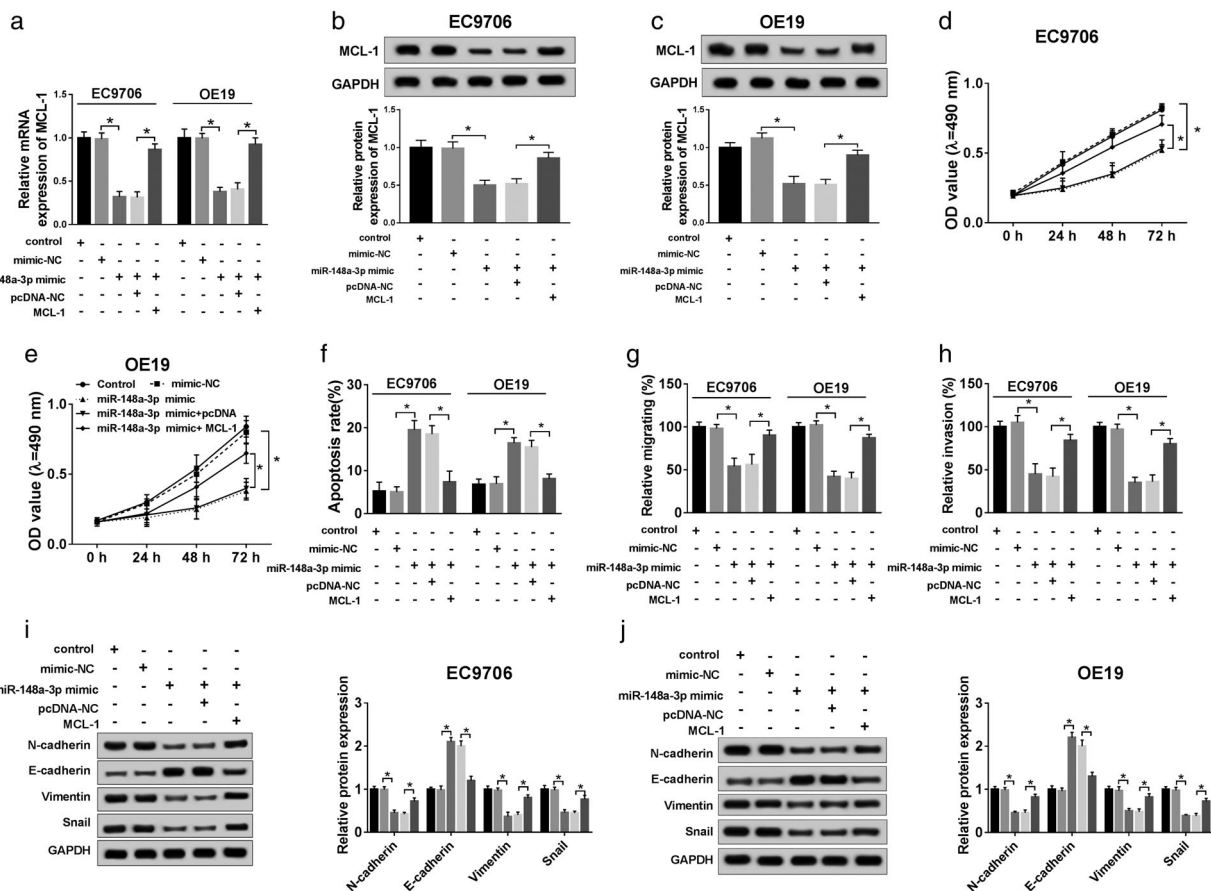 a
EC9706
OE19
Relative mRNA
expression of MCL-1
1.5
1.0
0.5
0.0
* * * *
control + - - - - + - - - -
mimic-NC - + - - - - + - - -
148a-3p mimic - - + + + - - + + +
pcDNA-NC - - - + - - - - + -
MCL-1 - - - - + - - - - +
b
EC9706
MCL-1
GAPDH
Relative protein
expression of MCL-1
1.5
1.0
0.5
0.0
* *
control + - - - -
mimic-NC - + - - -
miR-148a-3p mimic - - + + +
pcDNA-NC - - - + -
MCL-1 - - - - +
c
OE19
MCL-1
GAPDH
Relative protein
expression of MCL-1
1.5
1.0
0.5
0.0
* *
control + - - - -
mimic-NC - + - - -
miR-148a-3p mimic - - + + +
pcDNA-NC - - - + -
MCL-1 - - - - +
d
EC9706
OD value (λ=490 nm)
1.0
0.5
0.0
0 h 24 h 48 h 72 h
* *
e
OE19
Control mimic-NC
miR-148a-3p mimic
miR-148a-3p mimic+pcDNA
miR-148a-3p mimic+ MCL-1
OD value (λ=490 nm)
1.0
0.5
0.0
0 h 24 h 48 h 72 h
* *
f
EC9706
OE19
Apoptosis rate(%)
30
20
10
0
* * * *
control + - - - - + - - - -
mimic-NC - + - - - - + - - -
miR-148a-3p mimic - - + + + - - + + +
pcDNA-NC - - - + - - - - + -
MCL-1 - - - - + - - - - +
g
EC9706
OE19
Relative migrating (%)
150
100
50
0
* * * *
control + - - - - + - - - -
mimic-NC - + - - - - + - - -
miR-148a-3p mimic - - + + + - - + + +
pcDNA-NC - - - + - - - - + -
MCL-1 - - - - + - - - - +
h
EC9706
OE19
Relative invasion (%)
150
100
50
0
* * * *
control + - - - - + - - - -
mimic-NC - + - - - - + - - -
miR-148a-3p mimic - - + + + - - + + +
pcDNA-NC - - - + - - - - + -
MCL-1 - - - - + - - - - +
i
control + - - - -
mimic-NC - + - - -
miR-148a-3p mimic - - + + +
pcDNA-NC - - - + -
MCL-1 - - - - +
N-cadherin
E-cadherin
Vimentin
Snail
GAPDH
EC9706
Relative protein expression
3
2
1
0
* * * * * * * *
N-cadherin E-cadherin Vimentin Snail
j
control + - - - -
mimic-NC - + - - -
miR-148a-3p mimic - - + + +
pcDNA-NC - - - + -
MCL-1 - - - - +
N-cadherin
E-cadherin
Vimentin
Snail
GAPDH
OE19
Relative protein expression
3
2
1
0
* * * * * * * *
N-cadherin E-cadherin Vimentin Snail